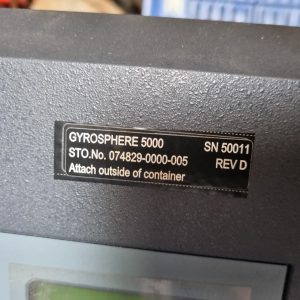 GYROSPHERE 5000 SN 50011
STO.No. 074829-0000-005 REV D
Attach outside of container